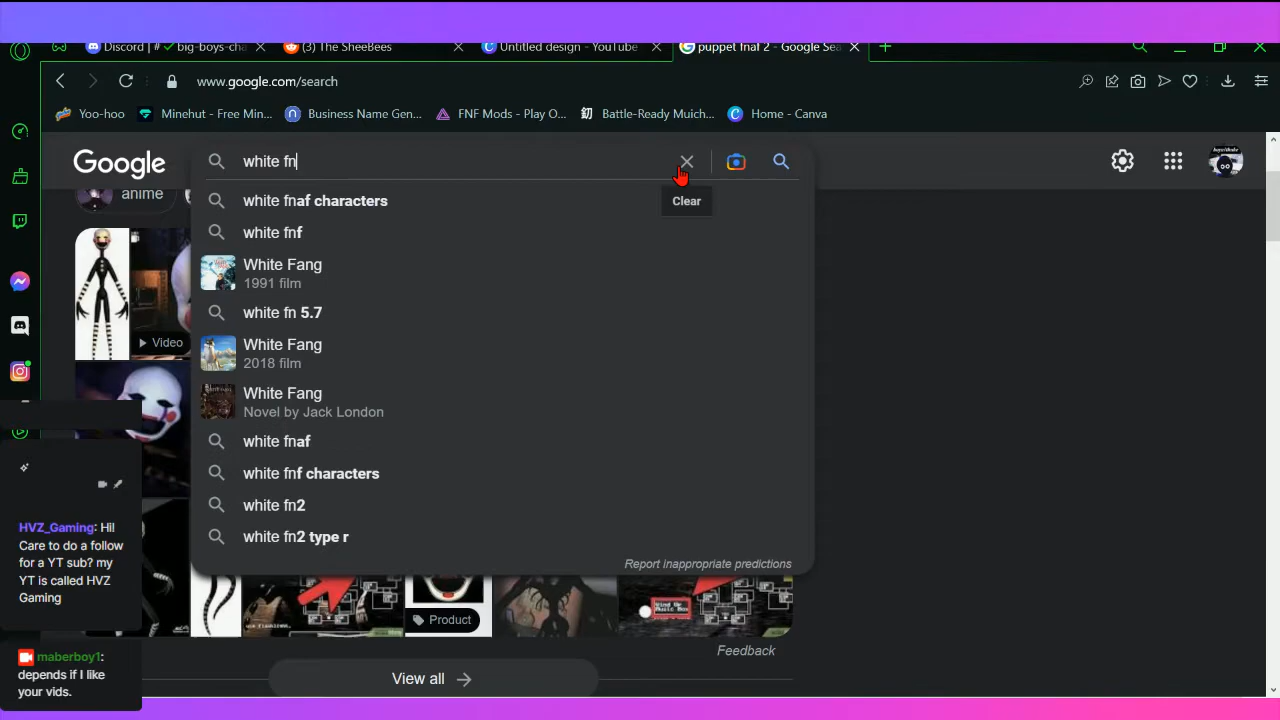 Discord | # big-boys-cha
(3) The SheeBees
Untitled design - YouTube
puppet fnaf 2 - Google Sea
www.google.com/search
Yoo-hoo
Minehut - Free Min...
Business Name Gen...
FNF Mods - Play O...
Battle-Ready Muich...
Home - Canva
Google
white fn
Clear
anime
white fnaf characters
white fnf
White Fang
1991 film
white fn 5.7
White Fang
2018 film
White Fang
Novel by Jack London
white fnaf
white fnf characters
white fn2
white fn2 type r
Report inappropriate predictions
Video
Product
Feedback
View all
HVZ_Gaming: Hi!
Care to do a follow
for a YT sub? my
YT is called HVZ
Gaming
maberboy1:
depends if I like
your vids.